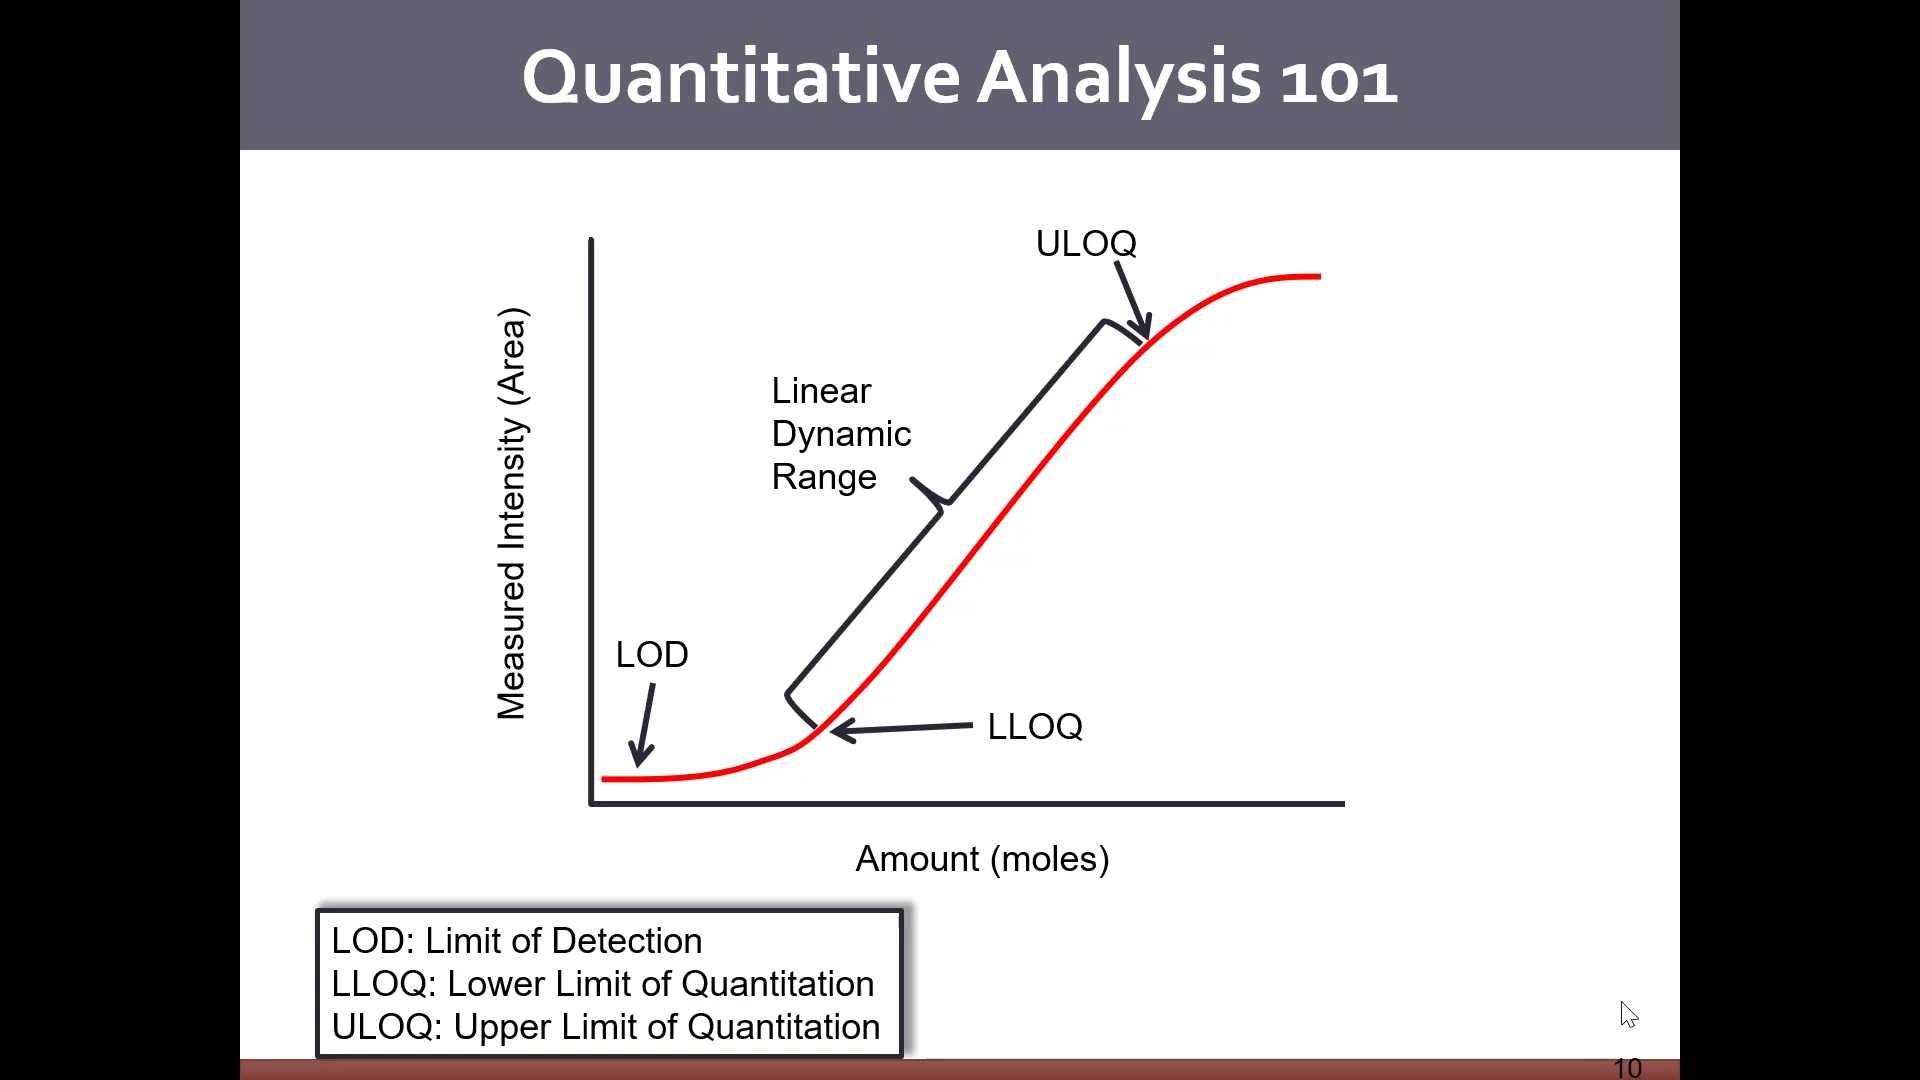 Quantitative Analysis 101
ULOQ
Measured Intensity (Area)
Linear
Dynamic
Range
LOD
LLOQ
Amount (moles)
LOD: Limit of Detection
LLOQ: Lower Limit of Quantitation
ULOQ: Upper Limit of Quantitation
10